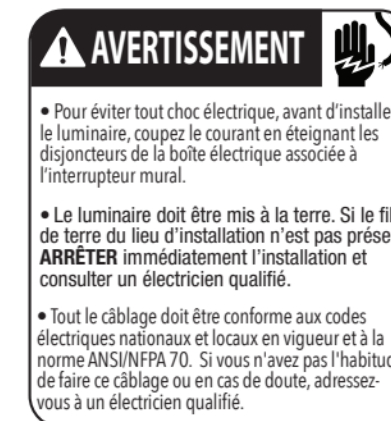 AVERTISSEMENT
• Pour éviter tout choc électrique, avant d’installe
le luminaire, coupez le courant en éteignant les
disjoncteurs de la boîte électrique associée à
l’interrupteur mural.
• Le luminaire doit être mis à la terre. Si le fil
de terre du lieu d’installation n’est pas prése
ARRÊTER immédiatement l’installation et
consulter un électricien qualifié.
• Tout le câblage doit être conforme aux codes
électriques nationaux et locaux en vigueur et à la
norme ANSI/NFPA 70. Si vous n'avez pas l'habituc
de faire ce câblage ou en cas de doute, adressez-
vous à un électricien qualifié.